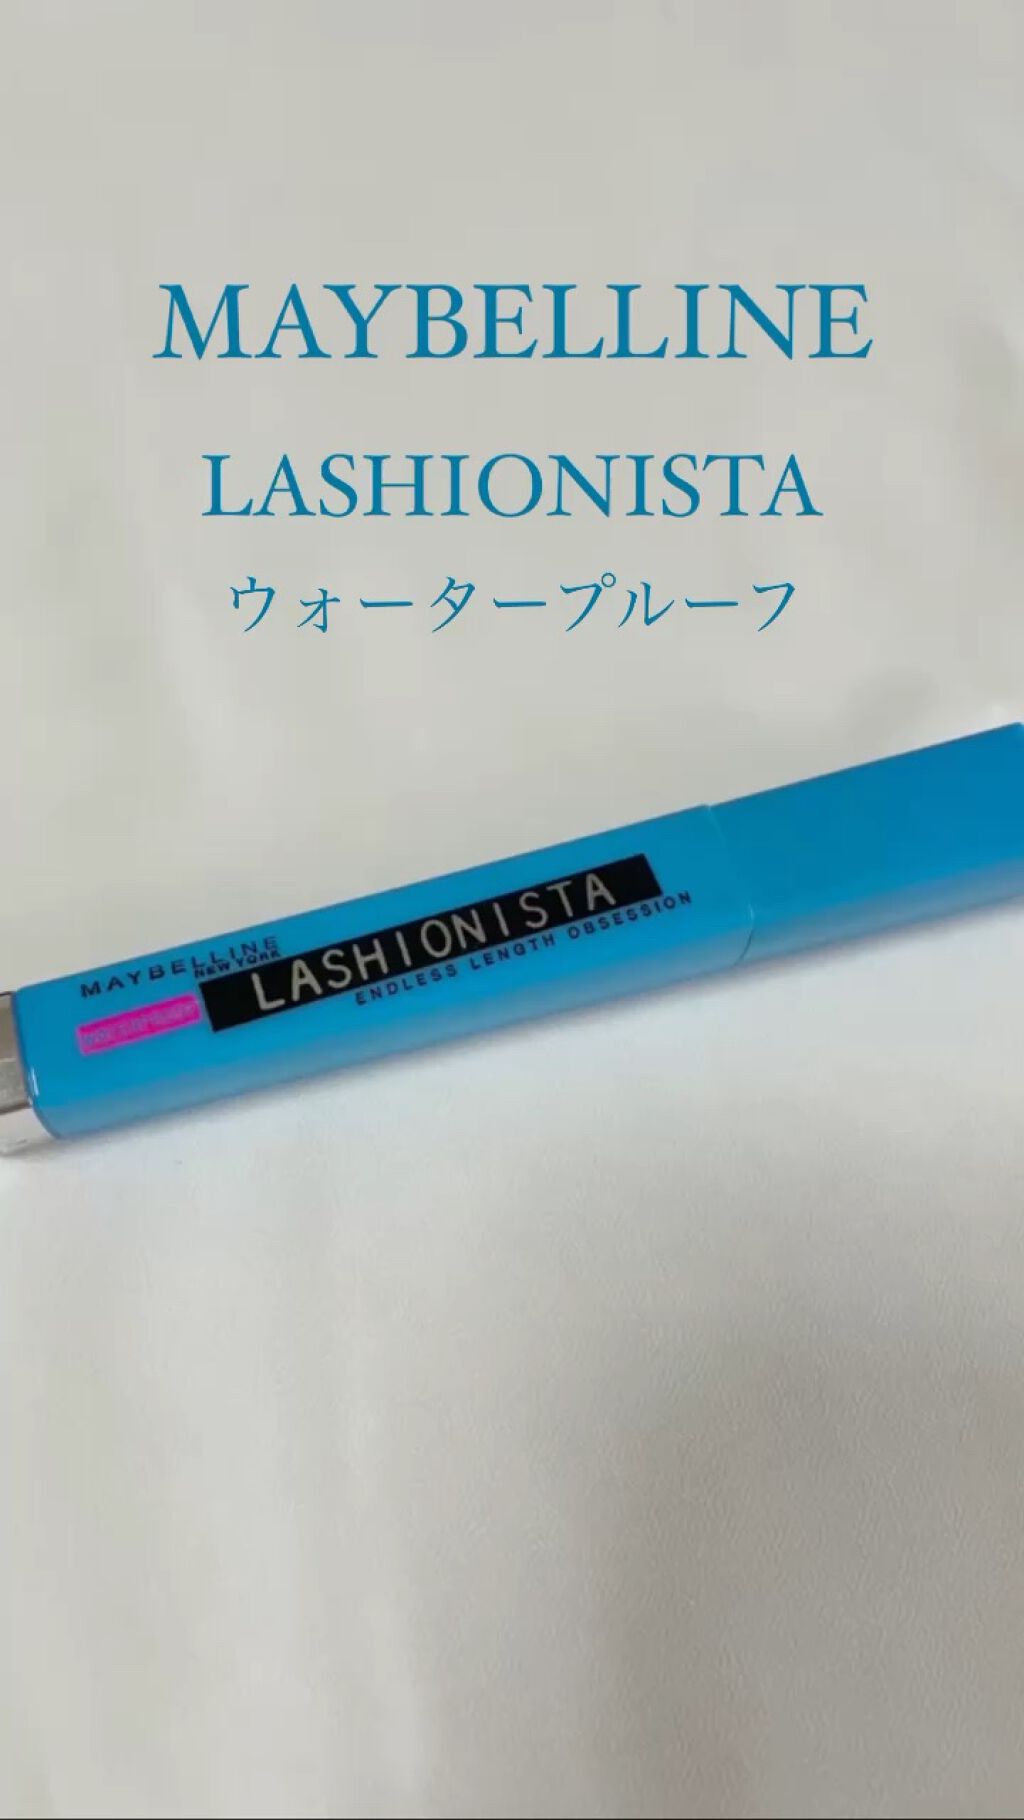 MAYBELLINE
LASHIONISTA
ウォータープルーフ
MAYBELLINE
NEW YORK
LASHIONISTA
ENDLESS LENGTH OBSESSION